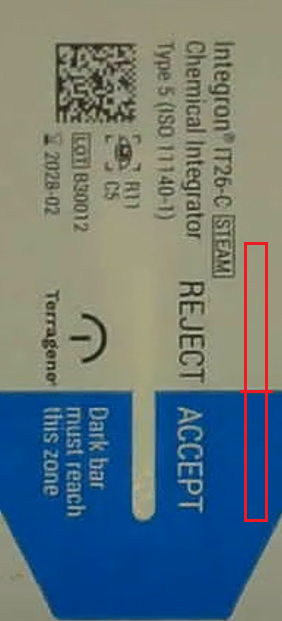 Integron® IT26-C STEAM
Chemical Integrator
Type 5 (ISO 11140-1)
R11
C5
LOT B30012
2028-02
REJECT
ACCEPT
Terragene®
Dark bar
must reach
this zone